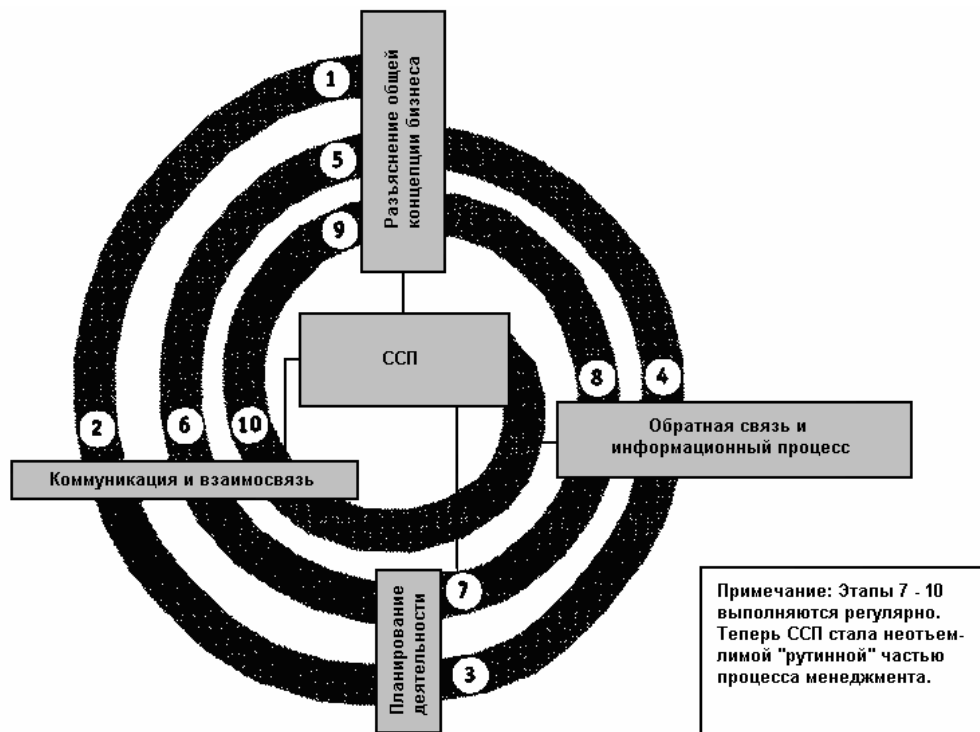 1
Разъяснение общей
концепции бизнеса
5
9
ССП
8
4
2
6
10
Обратная связь и
информационный процесс
Коммуникация и взаимосвязь
7
Планирование
деятельности
3
Примечание: Этапы 7 - 10
выполняются регулярно.
Теперь ССП стала неотъем-
лимой "рутинной" частью
процесса менеджмента.